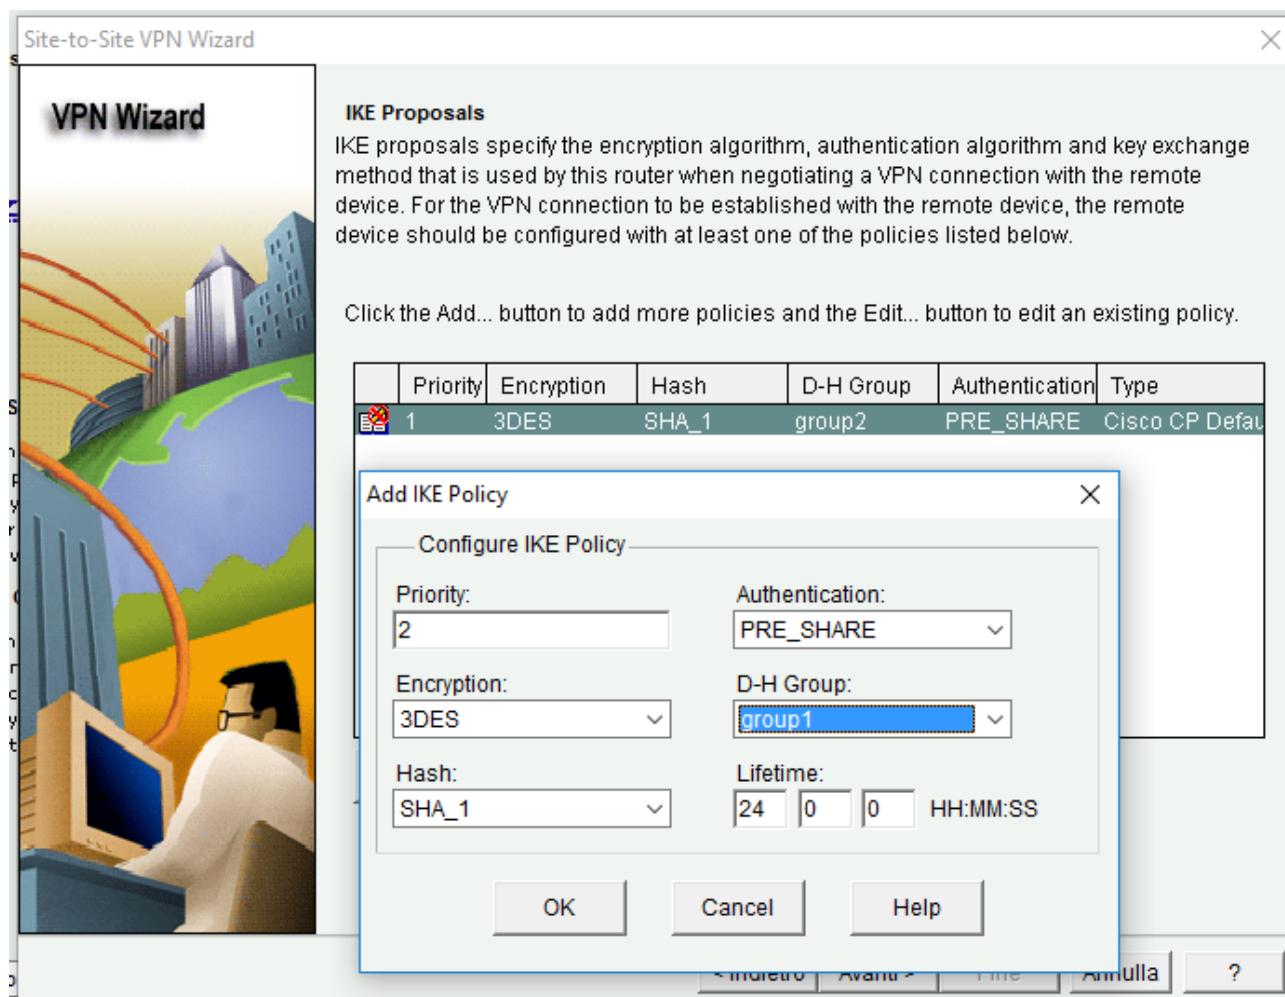 Site-to-Site VPN Wizard
VPN Wizard
IKE Proposals
IKE proposals specify the encryption algorithm, authentication algorithm and key exchange
method that is used by this router when negotiating a VPN connection with the remote
device. For the VPN connection to be established with the remote device, the remote
device should be configured with at least one of the policies listed below.
Click the Add... button to add more policies and the Edit... button to edit an existing policy.
Priority Encryption Hash D-H Group Authentication Type
1 3DES SHA_1 group2 PRE_SHARE Cisco CP Defau
Add IKE Policy
Configure IKE Policy
Priority: Authentication:
2 PRE_SHARE
Encryption: D-H Group:
3DES group1
Hash: Lifetime:
SHA_1 24 0 0 HH:MM:SS
OK Cancel Help
< Indietro Avanti > Fine Annulla ?